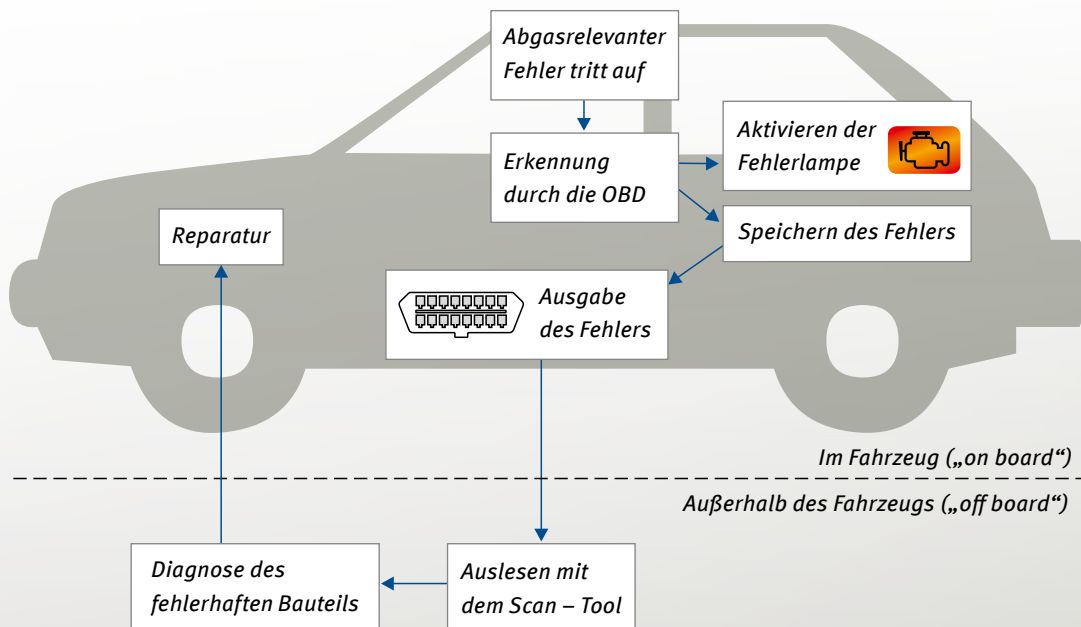 Abgasrelevanter
Fehler tritt auf
Erkennung
durch die OBD
Aktivieren der
Fehlerlampe
Speichern des Fehlers
Reparatur
Ausgabe
des Fehlers
Im Fahrzeug („on board“)
Außerhalb des Fahrzeugs („off board“)
Diagnose des
fehlerhaften Bauteils
Auslesen mit
dem Scan – Tool